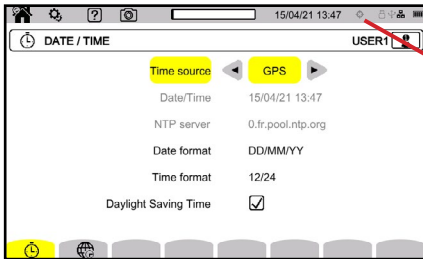 15/04/21 13:47
DATE / TIME USER1
Time source GPS
Date/Time 15/04/21 13:47
NTP server 0.fr.pool.ntp.org
Date format DD/MM/YY
Time format 12/24
Daylight Saving Time